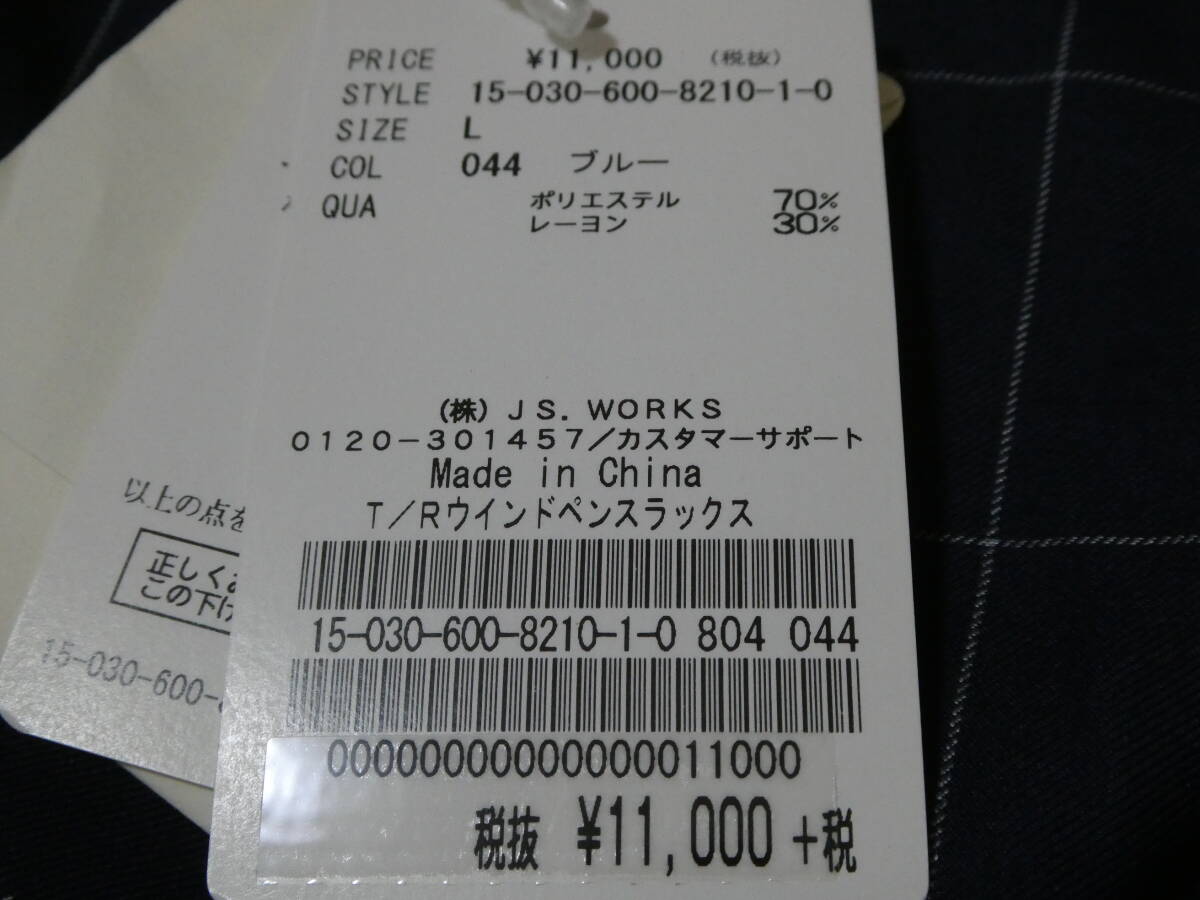 PRICE ¥11,000 (税抜)
STYLE 15-030-600-8210-1-0
SIZE L
COL 044 ブルー
QUA ポリエステル 70%
レーヨン 30%
(株) JS. WORKS
0120-301457/カスタマーサポート
Made in China
T/Rウインドペンスラックス
15-030-600-8210-1-0 804 044
00000000000000011000
税抜 ¥11,000 +税
以上の点を
正しくお
この下げ
15-030-600-8